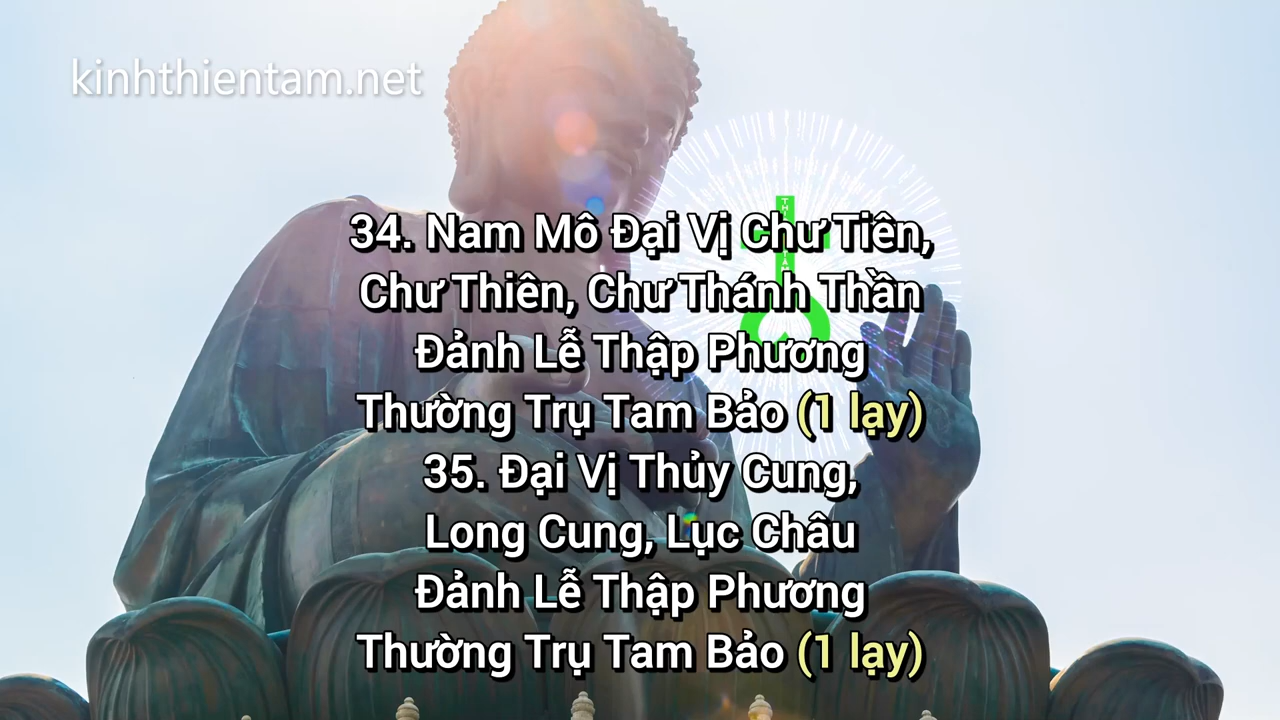 kinhthientam.net
34. Nam Mô Đại Vị Chư Tiên,
Chư Thiên, Chư Thánh Thần
Đảnh Lễ Thập Phương
Thường Trụ Tam Bảo (1 lạy)
35. Đại Vị Thủy Cung,
Long Cung, Lục Châu
Đảnh Lễ Thập Phương
Thường Trụ Tam Bảo (1 lạy)